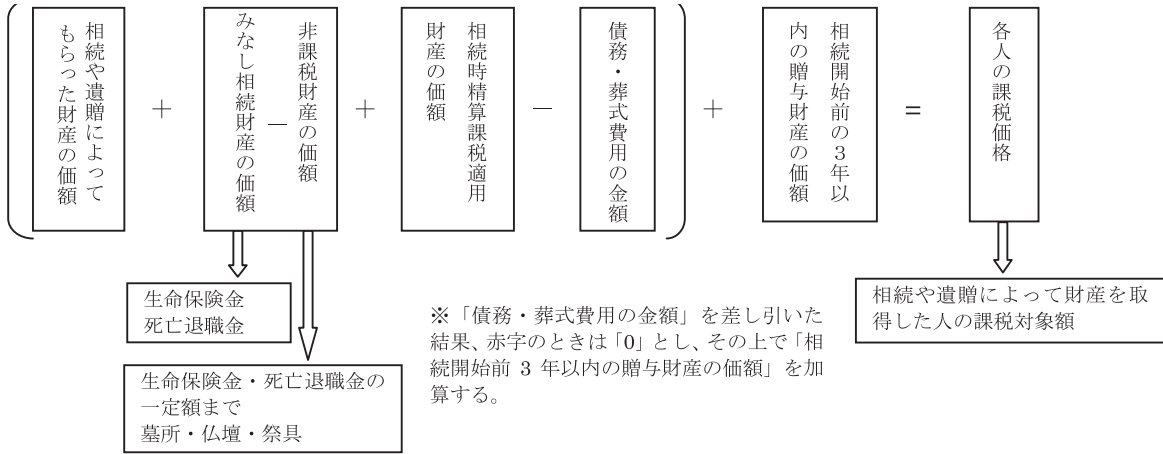 相続や遺贈によって
もらった財産の価額
＋
非課税財産の価額
－
みなし相続財産の価額
＋
相続時精算課税適用
財産の価額
－
債務・葬式費用の金額
＋
相続開始前の３年以
内の贈与財産の価額
＝
各人の課税価格
生命保険金
死亡退職金
生命保険金・死亡退職金の
一定額まで
墓所・仏壇・祭具
※「債務・葬式費用の金額」を差し引いた
結果、赤字のときは「0」とし、その上で「相
続開始前 3 年以内の贈与財産の価額」を加
算する。
相続や遺贈によって財産を取
得した人の課税対象額